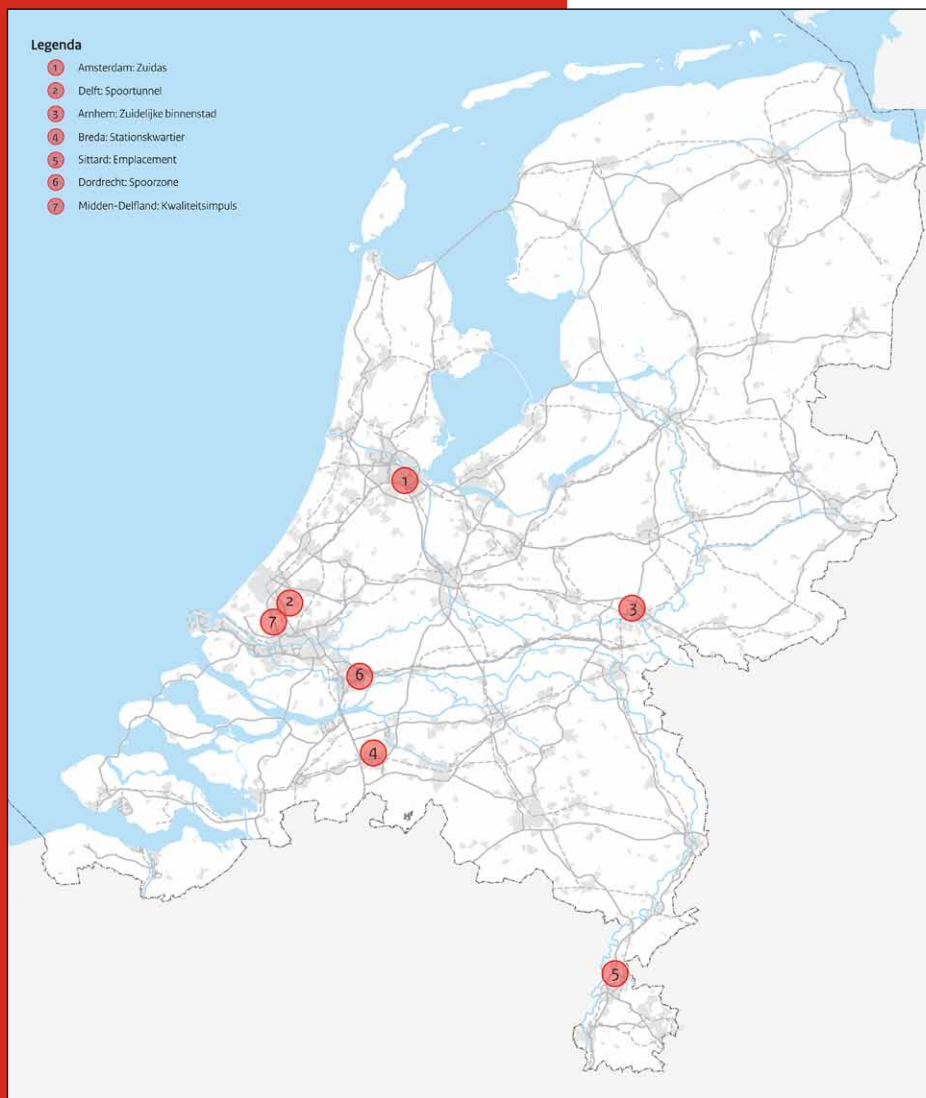 Legenda
1 Amsterdam: Zuidas
2 Delft: Spoortunnel
3 Arnhem: Zuidelijke binnenstad
4 Breda: Stationskwartier
5 Sittard: Emplacement
6 Dordrecht: Spoorzone
7 Midden-Delfland: Kwaliteitsimpuls
1
2
3
7
6
4
5